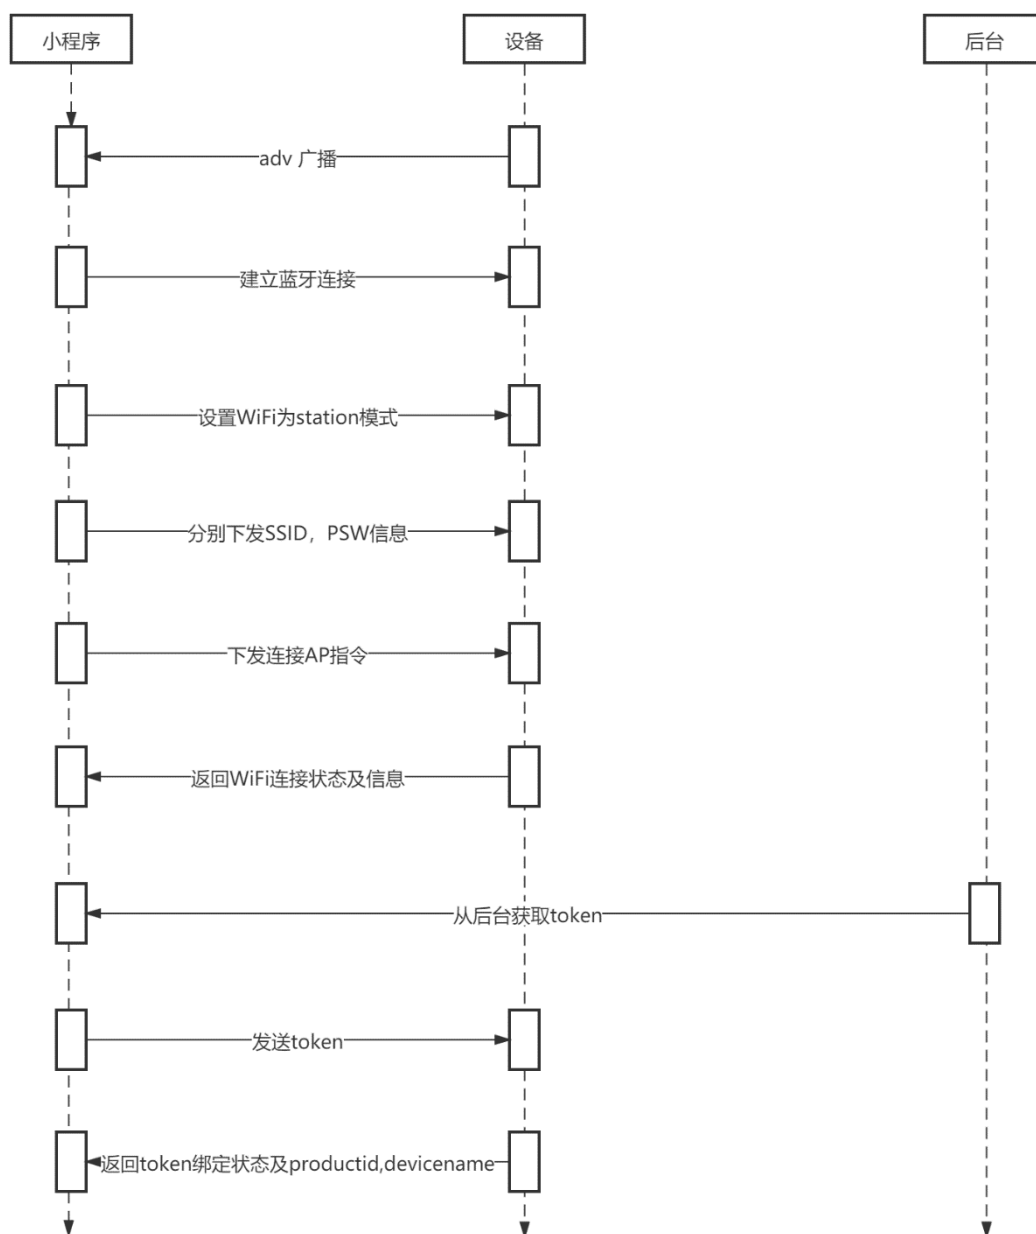 小程序
设备
后台
adv 广播
建立蓝牙连接
设置WiFi为station模式
分别下发SSID，PSW信息
下发连接AP指令
返回WiFi连接状态及信息
从后台获取token
发送token
返回token绑定状态及productid,devicename